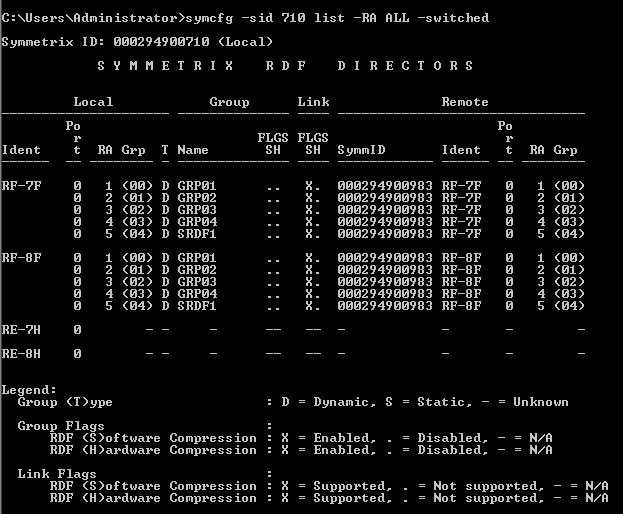 C:\Users\Administrator>symcfg -sid 710 list -RA ALL -switched
Symmetrix ID: 000294900710 (Local)
S Y M M E T R I X   R D F   D I R E C T O R S
Local Group Link Remote
Po Po
r FLGS FLGS r
Ident t RA Grp T Name SH SH SymmID Ident t RA Grp
RF-7F 0 1 (00) D GRP01 .. X. 000294900983 RF-7F 0 1 (00)
0 2 (01) D GRP02 .. X. 000294900983 RF-7F 0 2 (01)
0 3 (02) D GRP03 .. X. 000294900983 RF-7F 0 3 (02)
0 4 (03) D GRP04 .. X. 000294900983 RF-7F 0 4 (03)
0 5 (04) D SRDF1 .. X. 000294900983 RF-7F 0 5 (04)
RF-8F 0 1 (00) D GRP01 .. X. 000294900983 RF-8F 0 1 (00)
0 2 (01) D GRP02 .. X. 000294900983 RF-8F 0 2 (01)
0 3 (02) D GRP03 .. X. 000294900983 RF-8F 0 3 (02)
0 4 (03) D GRP04 .. X. 000294900983 RF-8F 0 4 (03)
0 5 (04) D SRDF1 .. X. 000294900983 RF-8F 0 5 (04)
RE-7H 0 - - - -- -- - - - -
RE-8H 0 - - - -- -- - - - -
Legend:
Group (T)ype : D = Dynamic, S = Static, - = Unknown
Group Flags :
RDF (S)oftware Compression : X = Enabled, . = Disabled, - = N/A
RDF (H)ardware Compression : X = Enabled, . = Disabled, - = N/A
Link Flags :
RDF (S)oftware Compression : X = Supported, . = Not supported, - = N/A
RDF (H)ardware Compression : X = Supported, . = Not supported, - = N/A